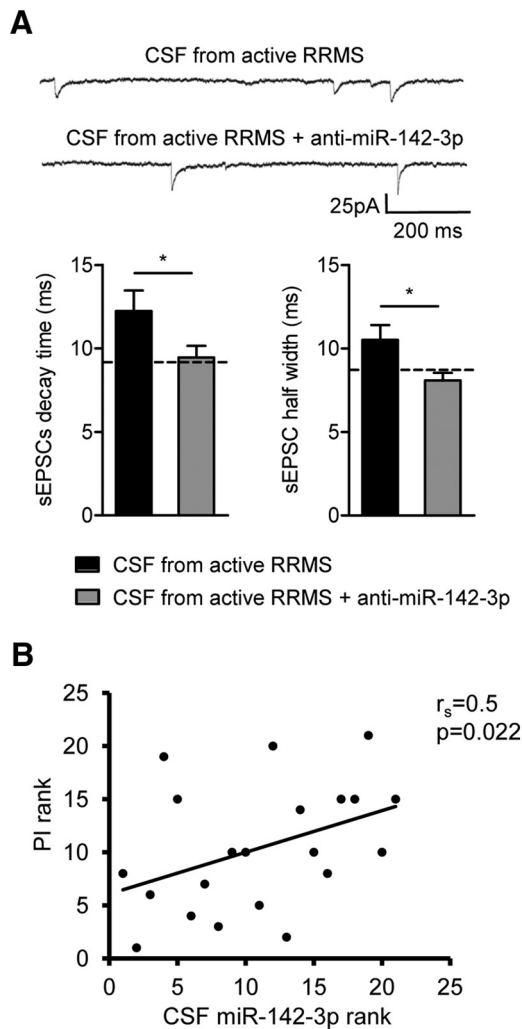 A
CSF from active RRMS
CSF from active RRMS + anti-miR-142-3p
25pA
200 ms
sEPSCs decay time (ms)
15
10
5
0
*
sEPSC half width (ms)
15
10
5
0
*
CSF from active RRMS
CSF from active RRMS + anti-miR-142-3p
B
PI rank
25
20
15
10
5
0
0 5 10 15 20 25
CSF miR-142-3p rank
rs=0.5
p=0.022